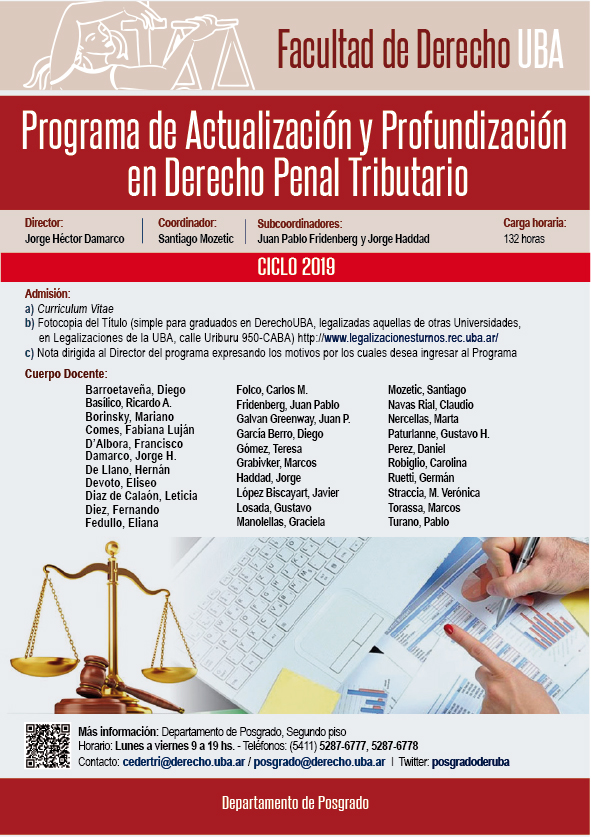 Facultad de Derecho UBA
Programa de Actualización y Profundización
en Derecho Penal Tributario
Director:
Jorge Héctor Damarco
Coordinador:
Santiago Mozetic
Subcoordinadores:
Juan Pablo Fridenberg y Jorge Haddad
Carga horaria:
132 horas
CICLO 2019
Admisión:
a) Curriculum Vitae
b) Fotocopia del Título (simple para graduados en DerechoUBA, legalizadas aquellas de otras Universidades,
en Legalizaciones de la UBA, calle Uriburu 950-CABA) http://www.legalizacionesturnos.rec.uba.ar/
c) Nota dirigida al Director del programa expresando los motivos por los cuales desea ingresar al Programa
Cuerpo Docente:
Barroetaveña, Diego
Basilico, Ricardo A.
Borinsky, Mariano
Comes, Fabiana Luján
D'Albora, Francisco
Damarco, Jorge H.
De Llano, Hernán
Devoto, Eliseo
Diaz de Calaón, Leticia
Diez, Fernando
Fedullo, Eliana
Folco, Carlos M.
Fridenberg, Juan Pablo
Galvan Greenway, Juan P.
García Berro, Diego
Gómez, Teresa
Grabivker, Marcos
Haddad, Jorge
López Biscayart, Javier
Losada, Gustavo
Manolellas, Graciela
Mozetic, Santiago
Navas Rial, Claudio
Nercellas, Marta
Paturlanne, Gustavo H.
Perez, Daniel
Robiglio, Carolina
Ruetti, Germán
Straccia, M. Verónica
Torassa, Marcos
Turano, Pablo
Más información: Departamento de Posgrado, Segundo piso
Horario: Lunes a viernes 9 a 19 hs. - Teléfonos: (5411) 5287-6777, 5287-6778
Contacto: cedertri@derecho.uba.ar / posgrado@derecho.uba.ar | Twitter: posgradoderuba
Departamento de Posgrado